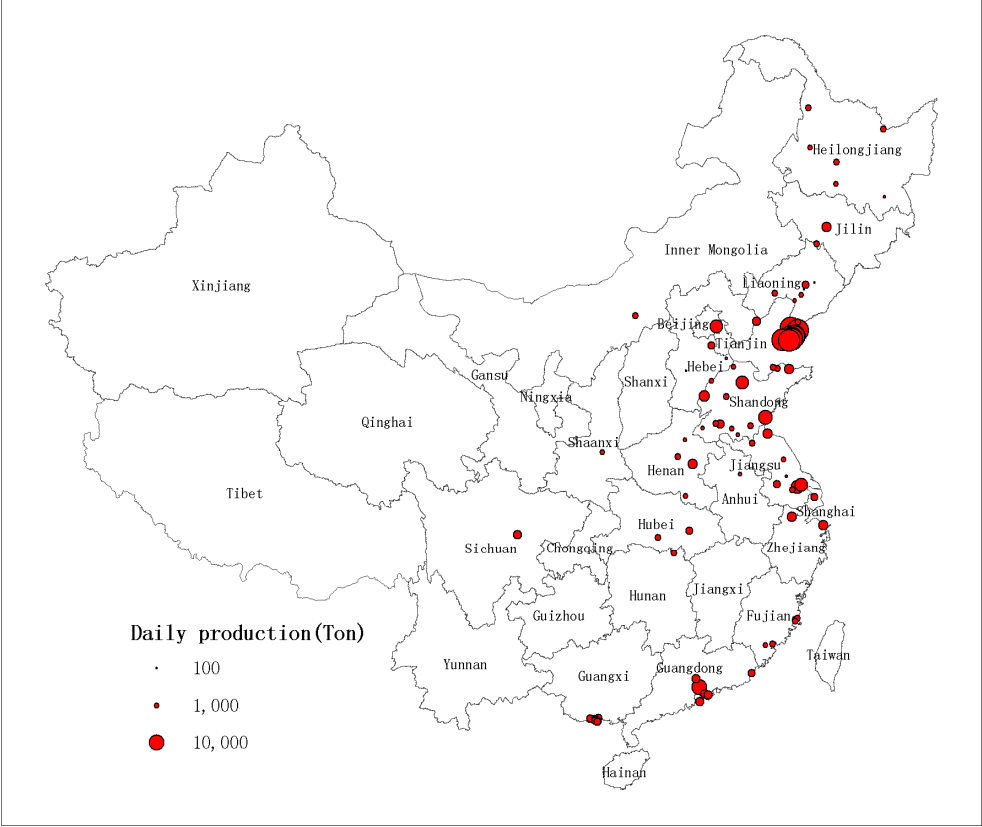 Heilongjiang
Jilin
Inner Mongolia
Xinjiang
Liaoning
Beijing
Tianjin
Hebei
Gansu
Shanxi
Ningxia
Shandong
Qinghai
Shaanxi
Jiangsu
Henan
Tibet
Anhui
Shanghai
Hubei
Sichuan
Chongqing
Zhejiang
Jiangxi
Hunan
Guizhou
Fujian
Daily production(Ton)
Taiwan
Yunnan
100
Guangdong
Guangxi
1,000
10,000
Hainan